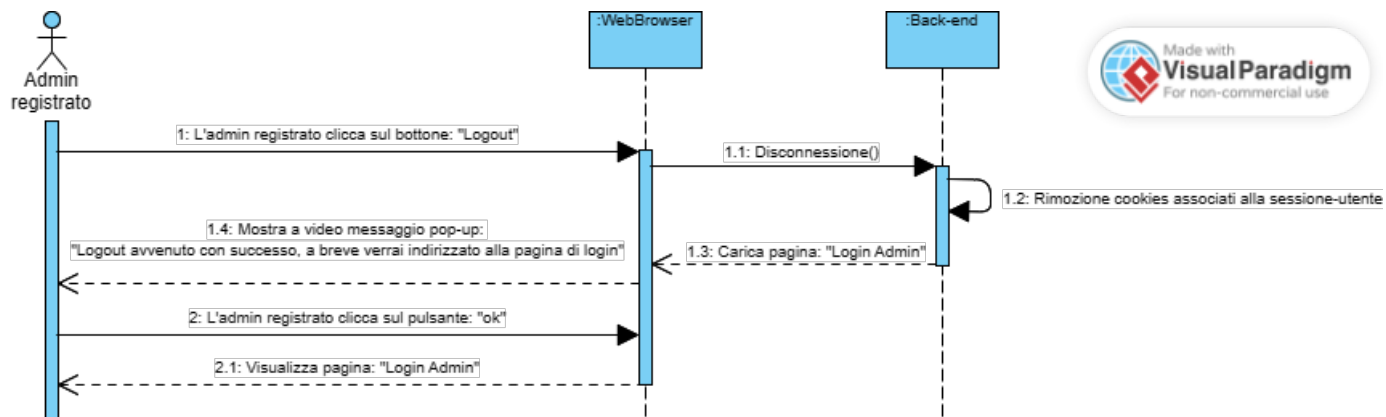 :WebBrowser
:Back-end
Made with
Visual Paradigm
For non-commercial use
Admin
registrato
1: L'admin registrato clicca sul bottone: "Logout"
1.1: Disconnessione()
1.2: Rimozione cookies associati alla sessione-utente
1.4: Mostra a video messaggio pop-up:
"Logout avvenuto con successo, a breve verrai indirizzato alla pagina di login"
1.3: Carica pagina: "Login Admin"
2: L'admin registrato clicca sul pulsante: "ok"
2.1: Visualizza pagina: "Login Admin"